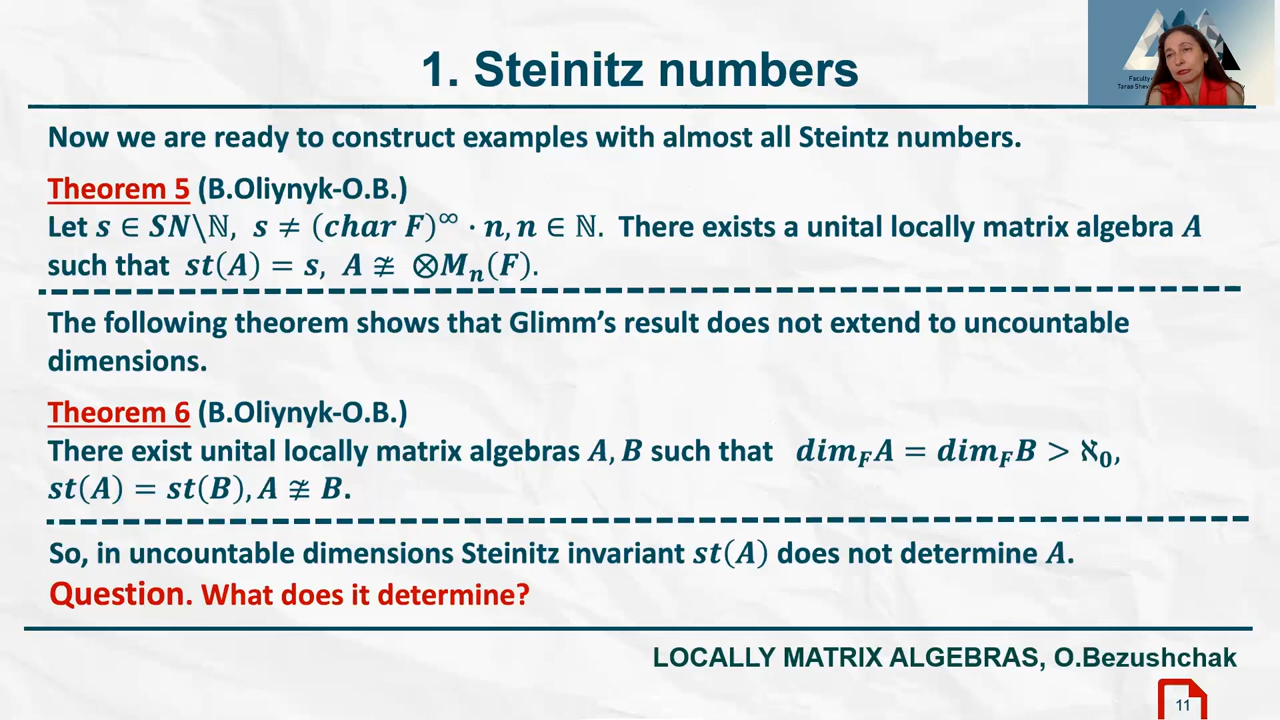 1. Steinitz numbers
Now we are ready to construct examples with almost all Steintz numbers.
Theorem 5 (B.Oliynyk-O.B.)
Let s ∈ SN\ℕ, s ≠ (char F)^∞ · n, n ∈ ℕ. There exists a unital locally matrix algebra A
such that st(A) = s, A ≇ ⊗M_n(F).
The following theorem shows that Glimm's result does not extend to uncountable
dimensions.
Theorem 6 (B.Oliynyk-O.B.)
There exist unital locally matrix algebras A, B such that dim_F A = dim_F B > ℵ_0,
st(A) = st(B), A ≇ B.
So, in uncountable dimensions Steinitz invariant st(A) does not determine A.
Question. What does it determine?
LOCALLY MATRIX ALGEBRAS, O.Bezushchak
11